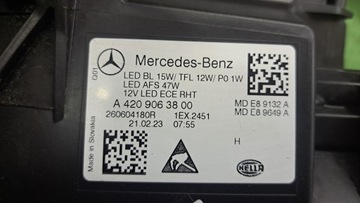 Mercedes-Benz
001
LED BL 15W/ TFL 12W/ P0 1W
LED AFS 47W
12V LED ECE RHT
A 420 906 38 00
MD E8 9132 A
MD E8 9649 A
260604180R
1EX.2451
21.02.23
07:55
Made in Slovakia
H
HELLA